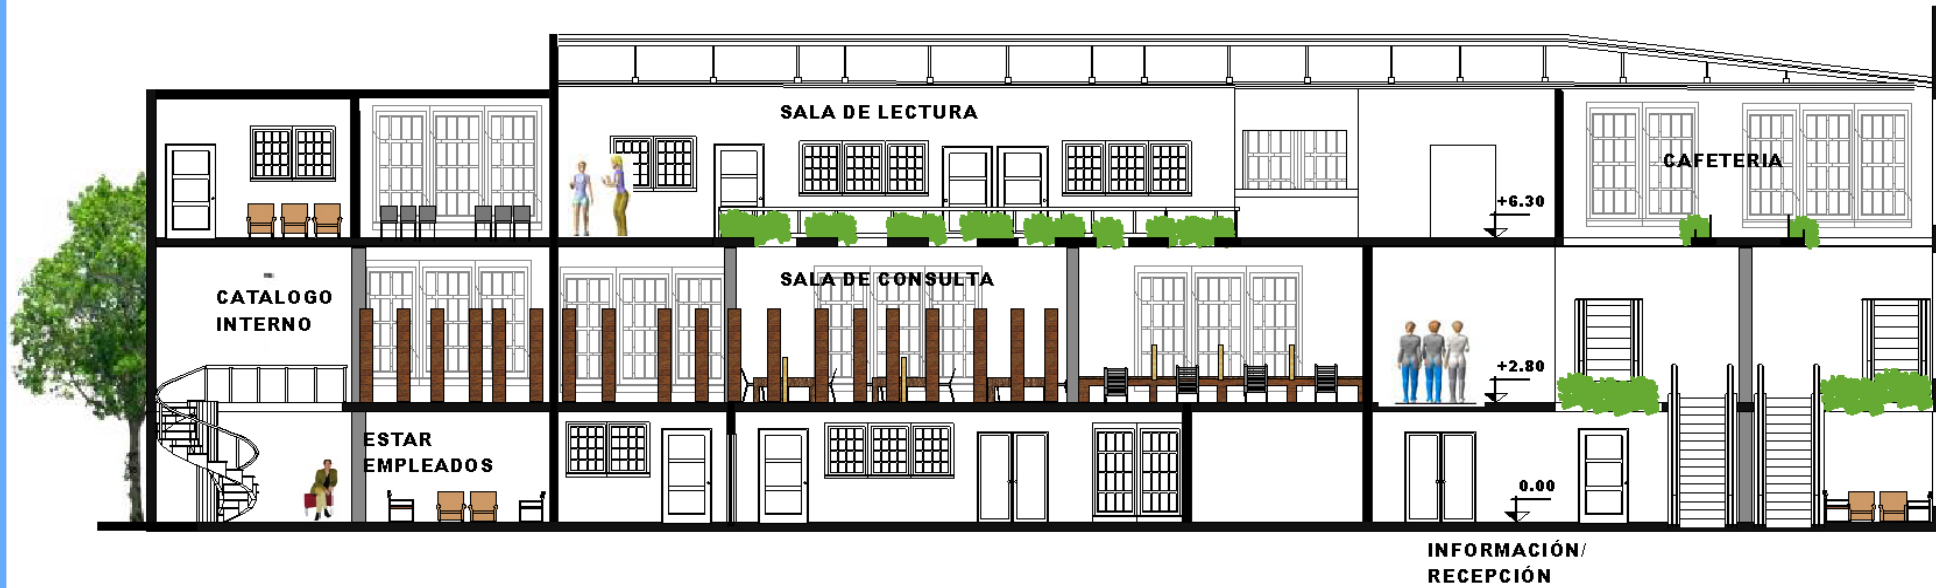 SALA DE LECTURA
CAFETERIA
+6.30
SALA DE CONSULTA
CATALOGO
INTERNO
+2.80
ESTAR
EMPLEADOS
0.00
INFORMACIÓN/
RECEPCIÓN